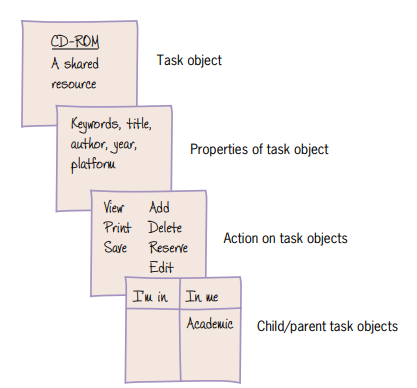 CD-ROM
A shared
resource
Task object
Keywords, title,
author, year,
platform
Properties of task object
View Add
Print Delete
Save Reserve
Edit
Action on task objects
I'm in In me
Academic
Child/parent task objects